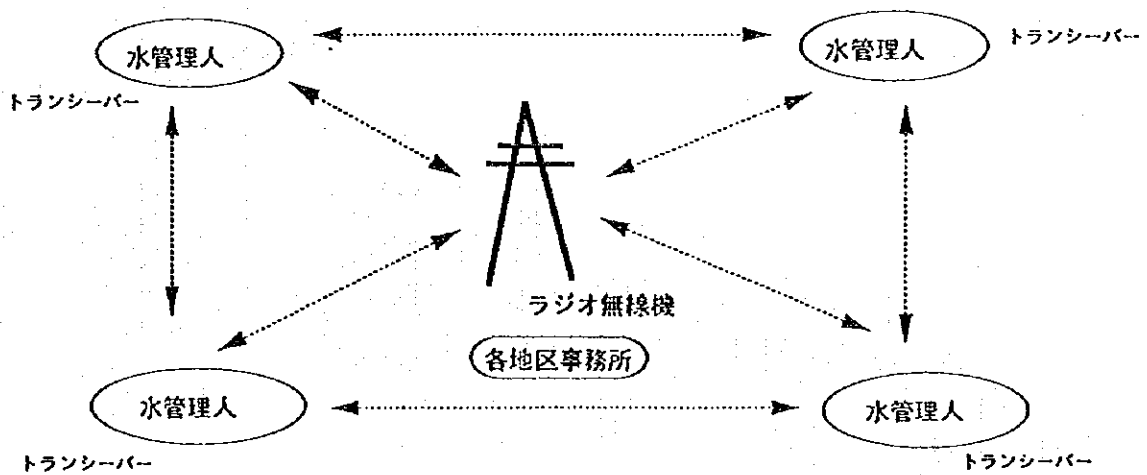 水管理人
水管理人
トランシーバー
トランシーバー
ラジオ無線機
各地区事務所
水管理人
水管理人
トランシーバー
トランシーバー